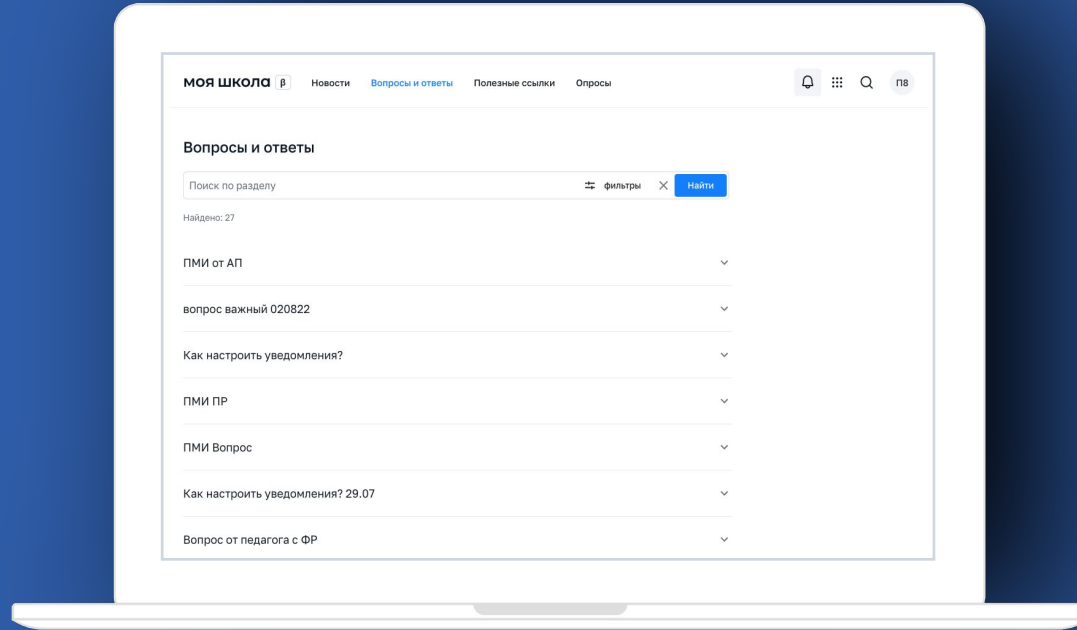 моя школа β Новости Вопросы и ответы Полезные ссылки Опросы П8
Вопросы и ответы
Поиск по разделу фильтры Найти
Найдено: 27
ПМИ от АП
вопрос важный 020822
Как настроить уведомления?
ПМИ ПР
ПМИ Вопрос
Как настроить уведомления? 29.07
Вопрос от педагога с ФР